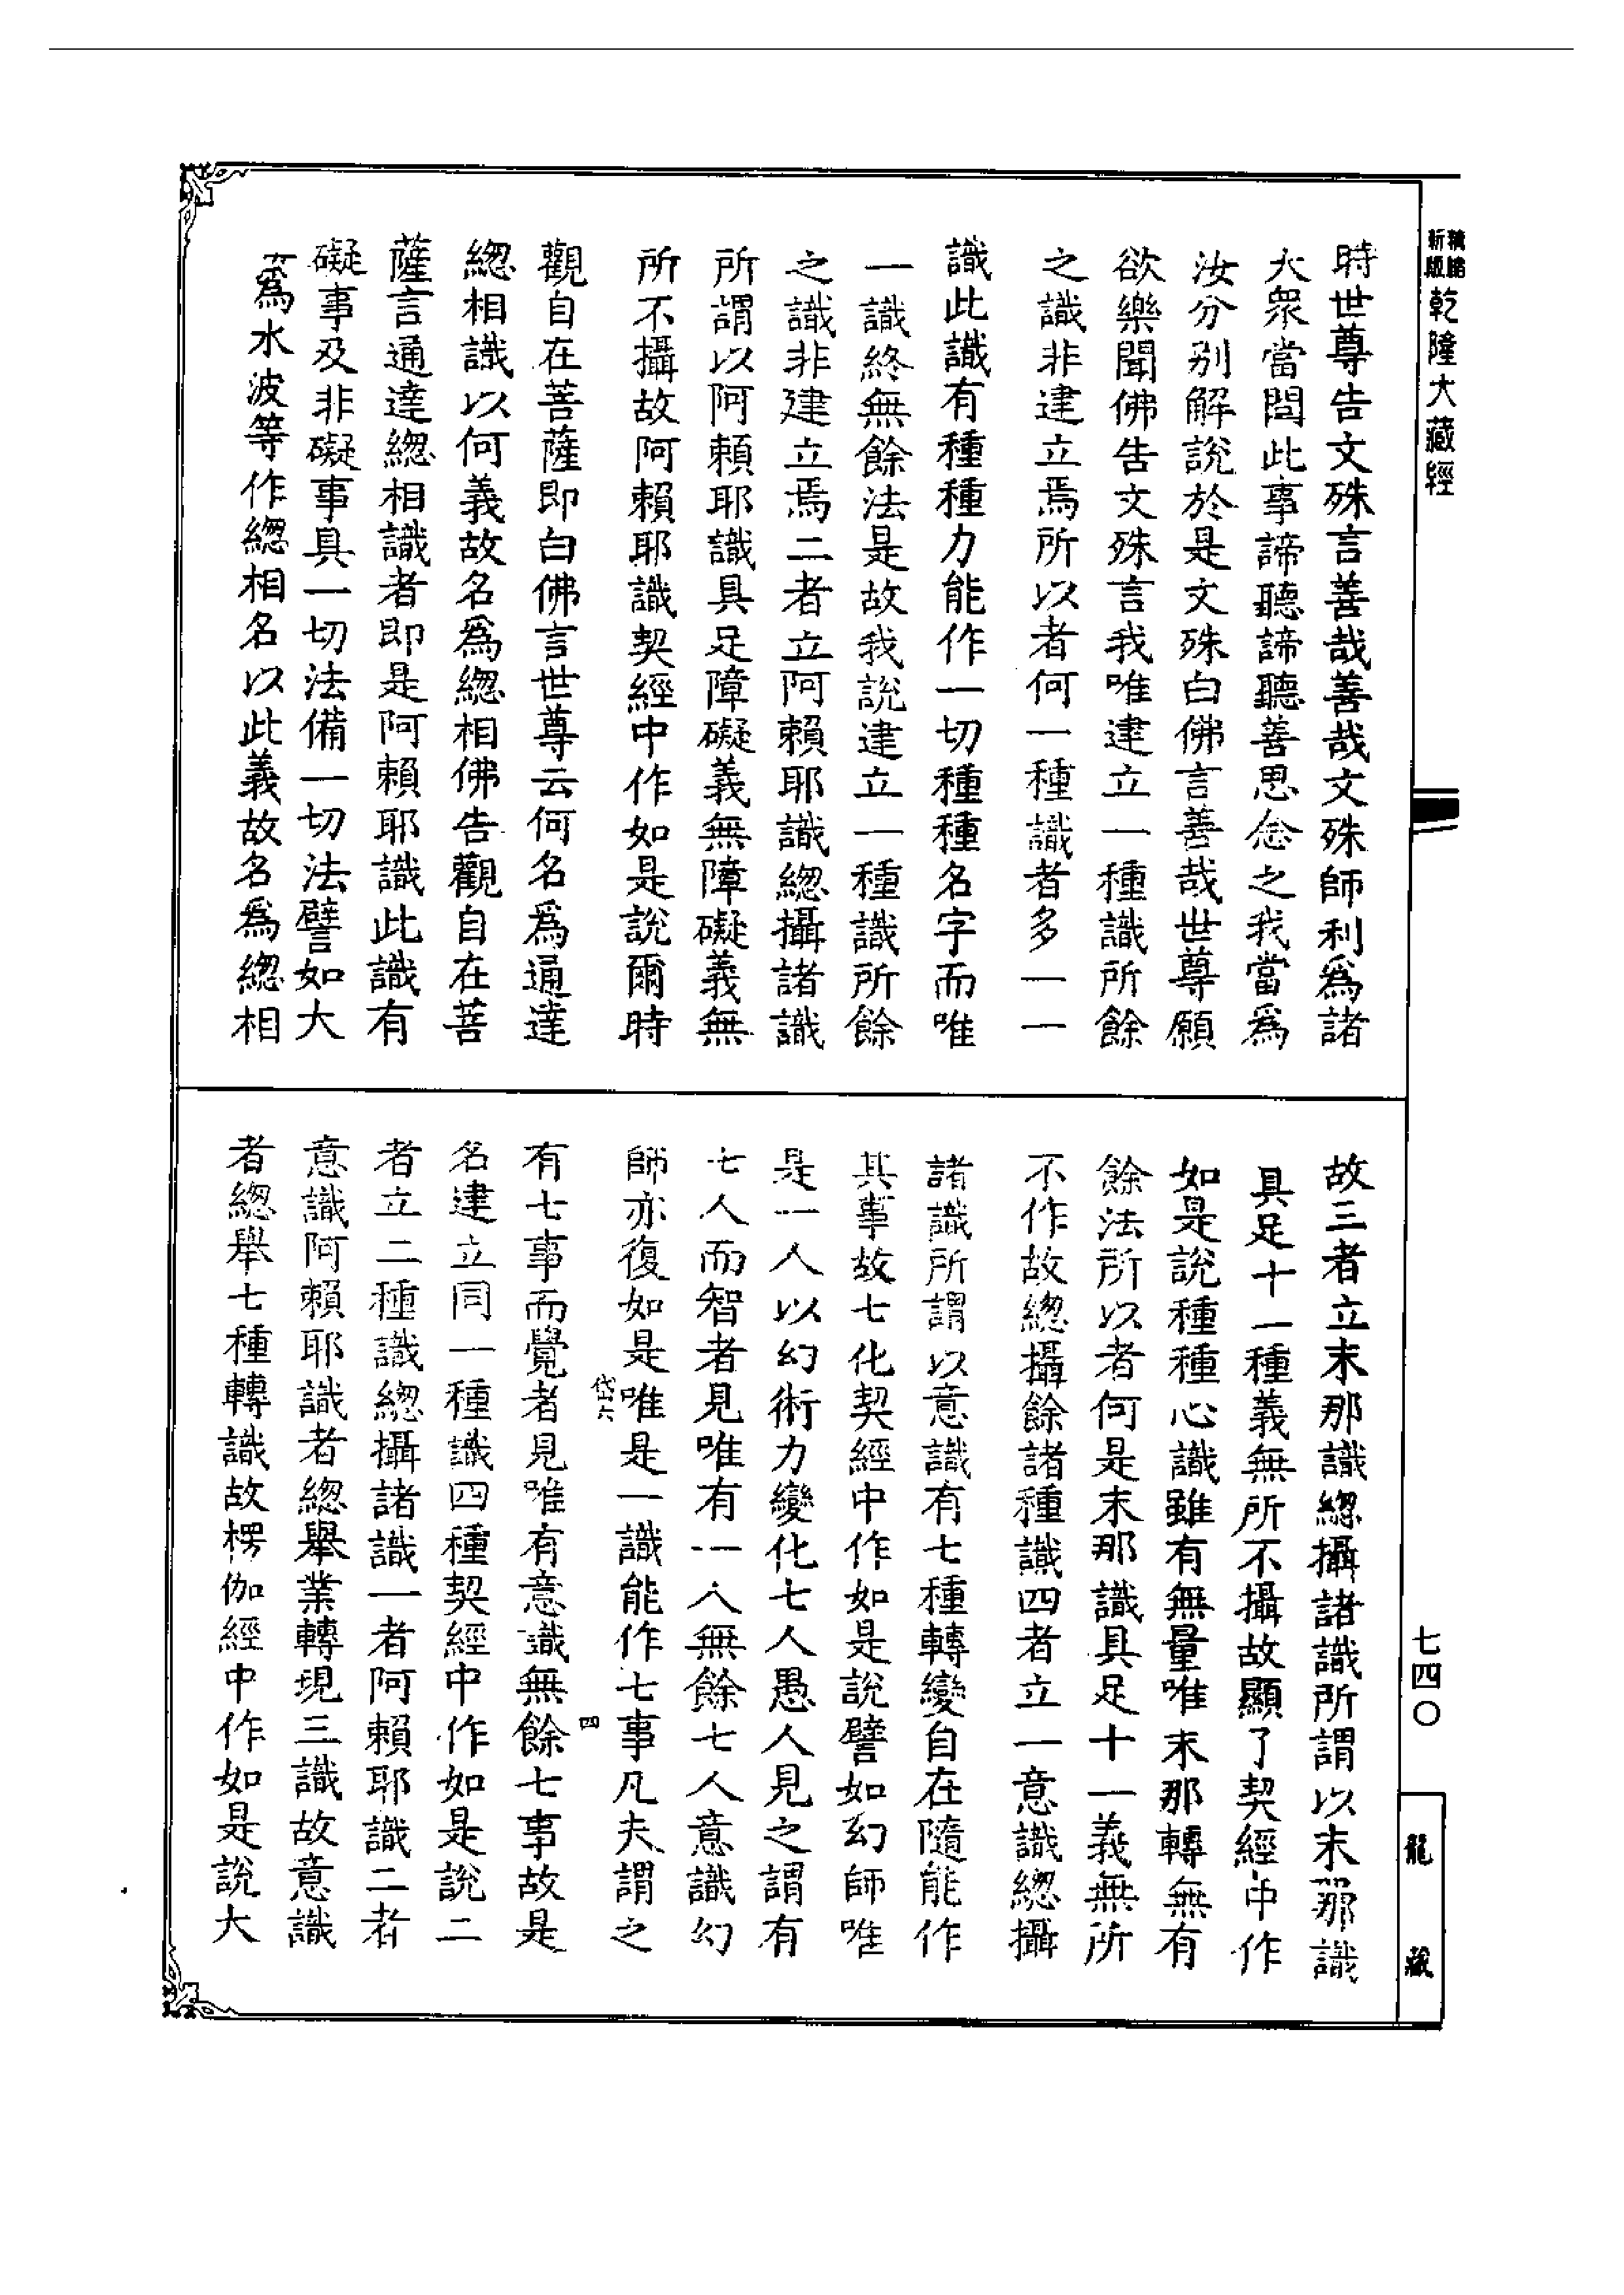 精縮
新版
乾隆大藏經
時世尊告文殊言善哉善哉文殊師利為諸
大眾當問此事諦聽諦聽善思念之我當為
汝分別解說於是文殊白佛言善哉世尊願
欲樂聞佛告文殊言我唯建立一種識所餘
之識非建立焉所以者何一種識者多一一
識此識有種種力能作一切種種名字而唯
一識終無餘法是故我說建立一種識所餘
之識非建立焉二者立阿賴耶識總攝諸識
所謂以阿賴耶識具足障礙義無障礙義無
所不攝故阿賴耶識契經中作如是說爾時
觀自在菩薩即白佛言世尊云何名為通達
總相識以何義故名為總相佛告觀自在菩
薩言通達總相識者即是阿賴耶識此識有
礙事及非礙事具一切法備一切法譬如大
為水波等作總相名以此義故名為總相
故三者立末那識總攝諸識所謂以末那識
具足十一種義無所不攝故顯了契經中作
如是說種種心識雖有無量唯末那轉無有
餘法所以者何是末那識具足十一義無所
不作故總攝餘諸種識四者立一意識總攝
諸識所謂以意識有七種轉變自在隨能作
其事故七化契經中作如是說譬如幻師唯
是一人以幻術力變化七人愚人見之謂有
七人而智者見唯有一人無餘七人意識幻
師亦復如是唯是一識能作七事凡夫謂之
岱六
四
有七事而覺者見唯有意識無餘七事故是
名建立同一種識四種契經中作如是說二
者立二種識總攝諸識一者阿賴耶識二者
意識阿賴耶識者總舉業轉現三識故意識
者總舉七種轉識故楞伽經中作如是說大
七四〇
龍藏